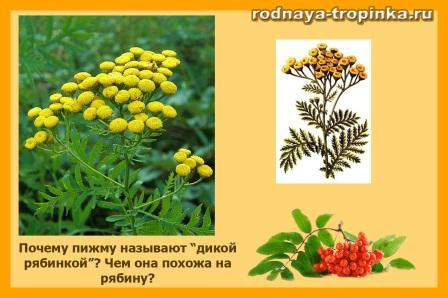 rodnaya-tropinka.ru
Почему пижму называют “дикой
рябинкой”? Чем она похожа на
рябину?